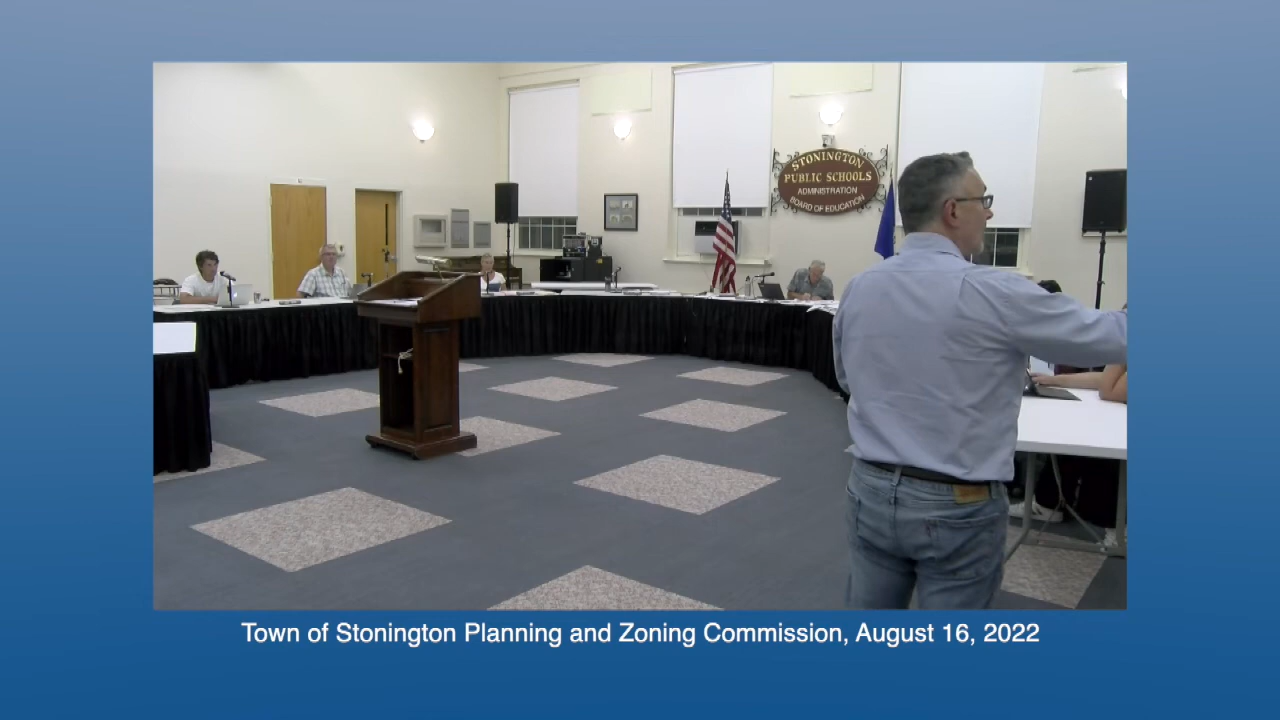 STONINGTON
PUBLIC SCHOOLS
ADMINISTRATION
BOARD OF EDUCATION
Town of Stonington Planning and Zoning Commission, August 16, 2022